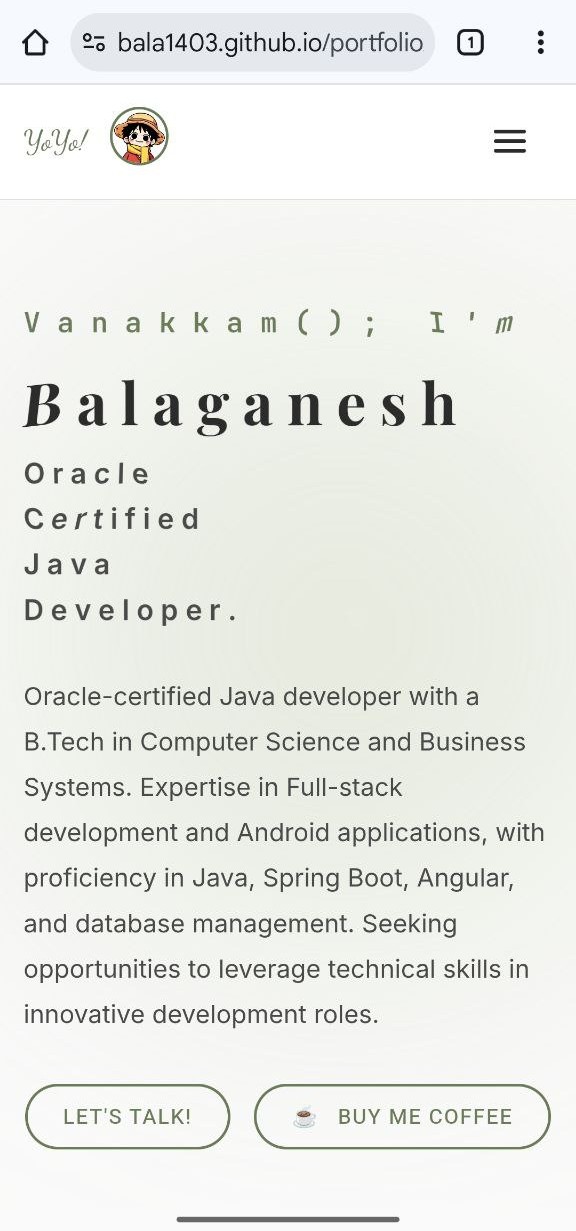 bala1403.github.io/portfolio
1
YoYo!
Vanakkam(); I'm
Balaganesh
Oracle
Certified
Java
Developer.
Oracle-certified Java developer with a
B.Tech in Computer Science and Business
Systems. Expertise in Full-stack
development and Android applications, with
proficiency in Java, Spring Boot, Angular,
and database management. Seeking
opportunities to leverage technical skills in
innovative development roles.
LET'S TALK!
BUY ME COFFEE